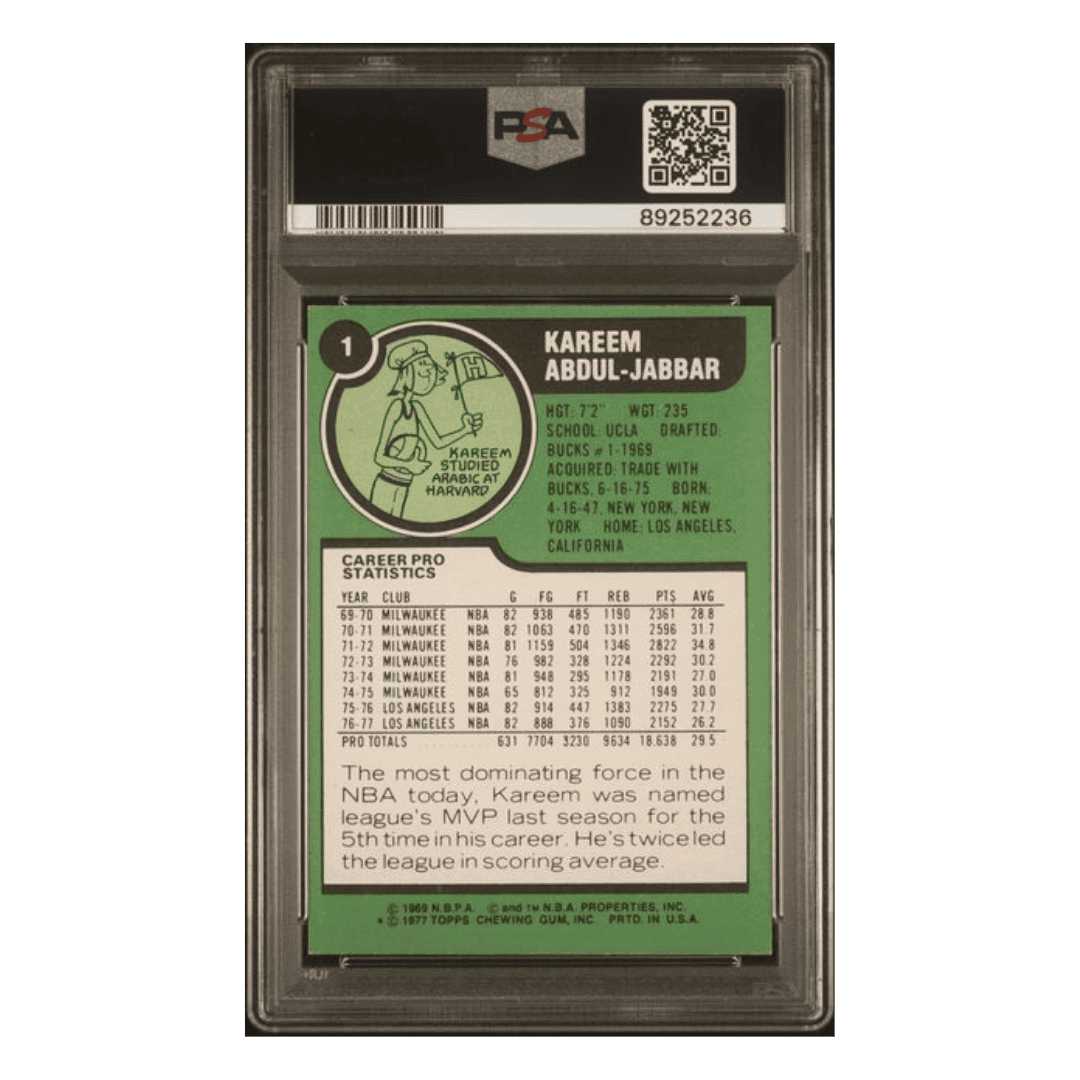 PSA
89252236
1
KAREEM
ABDUL-JABBAR
H
KAREEM
STUDIED
ARABIC AT
HARVARD
HGT: 7'2" WGT: 235
SCHOOL: UCLA DRAFTED:
BUCKS # 1-1969
ACQUIRED: TRADE WITH
BUCKS, 6-16-75 BORN:
4-16-47, NEW YORK, NEW
YORK HOME: LOS ANGELES,
CALIFORNIA
CAREER PRO
STATISTICS
YEAR CLUB G FG FT REB PTS AVG
69-70 MILWAUKEE NBA 82 938 485 1190 2361 28.8
70-71 MILWAUKEE NBA 82 1063 470 1311 2596 31.7
71-72 MILWAUKEE NBA 81 1159 504 1346 2822 34.8
72-73 MILWAUKEE NBA 76 982 328 1224 2292 30.2
73-74 MILWAUKEE NBA 81 948 295 1178 2191 27.0
74-75 MILWAUKEE NBA 65 812 325 912 1949 30.0
75-76 LOS ANGELES NBA 82 914 447 1383 2275 27.7
76-77 LOS ANGELES NBA 82 888 376 1090 2152 26.2
PRO TOTALS 631 7704 3230 9634 18,638 29.5
The most dominating force in the
NBA today, Kareem was named
league's MVP last season for the
5th time in his career. He's twice led
the league in scoring average.
© 1969 N.B.P.A. © and TM N.B.A. PROPERTIES, INC.
* © 1977 TOPPS CHEWING GUM, INC. PRTD. IN U.S.A.